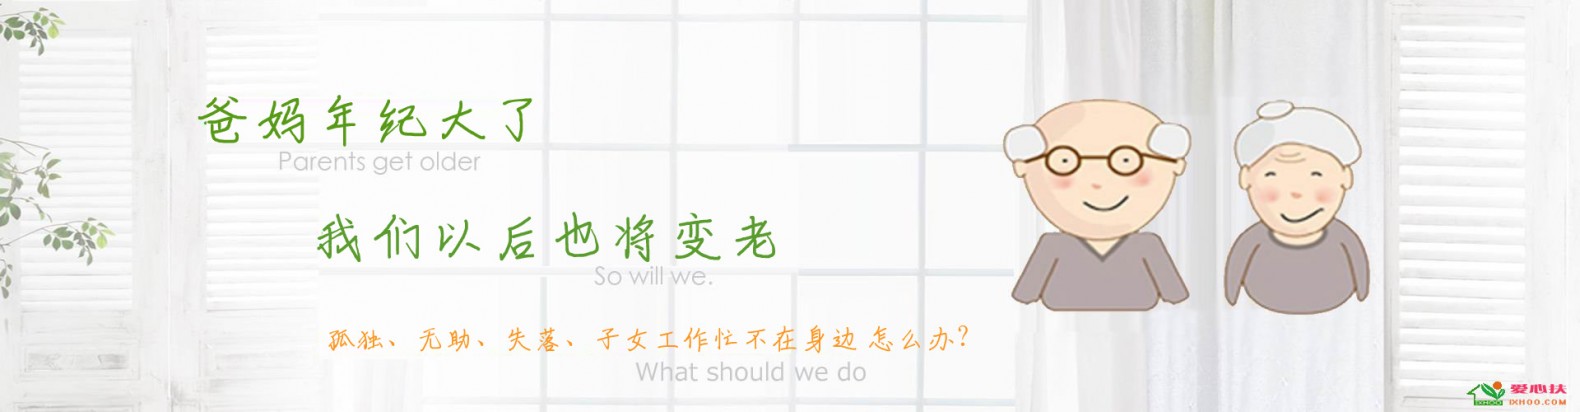 爸妈年纪大了
Parents get older
我们以后也将变老
So will we.
孤独、无助、失落、子女工作忙不在身边 怎么办?
What should we do
爱心扶
IXHOO.COM